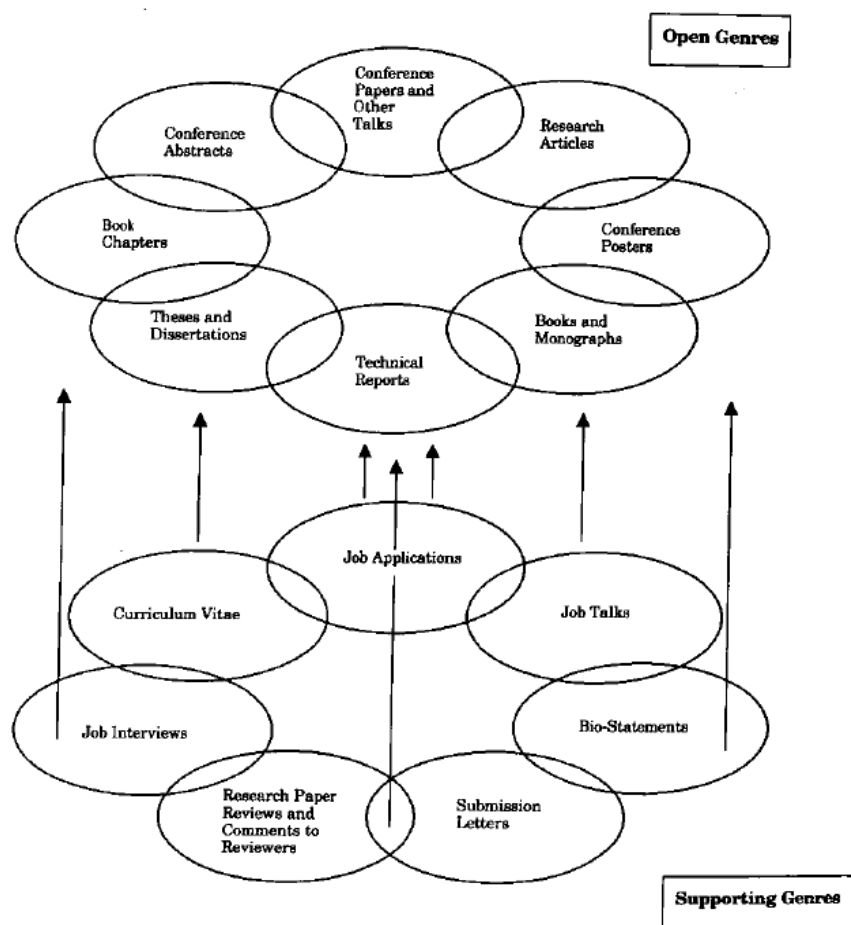 Open Genres
Conference
Papers and
Other
Talks
Conference
Abstracts
Research
Articles
Book
Chapters
Conference
Posters
Theses and
Dissertations
Books and
Monographs
Technical
Reports
Job Applications
Curriculum Vitae
Job Talks
Job Interviews
Bio-Statements
Research Paper
Reviews and
Comments to
Reviewers
Submission
Letters
Supporting Genres